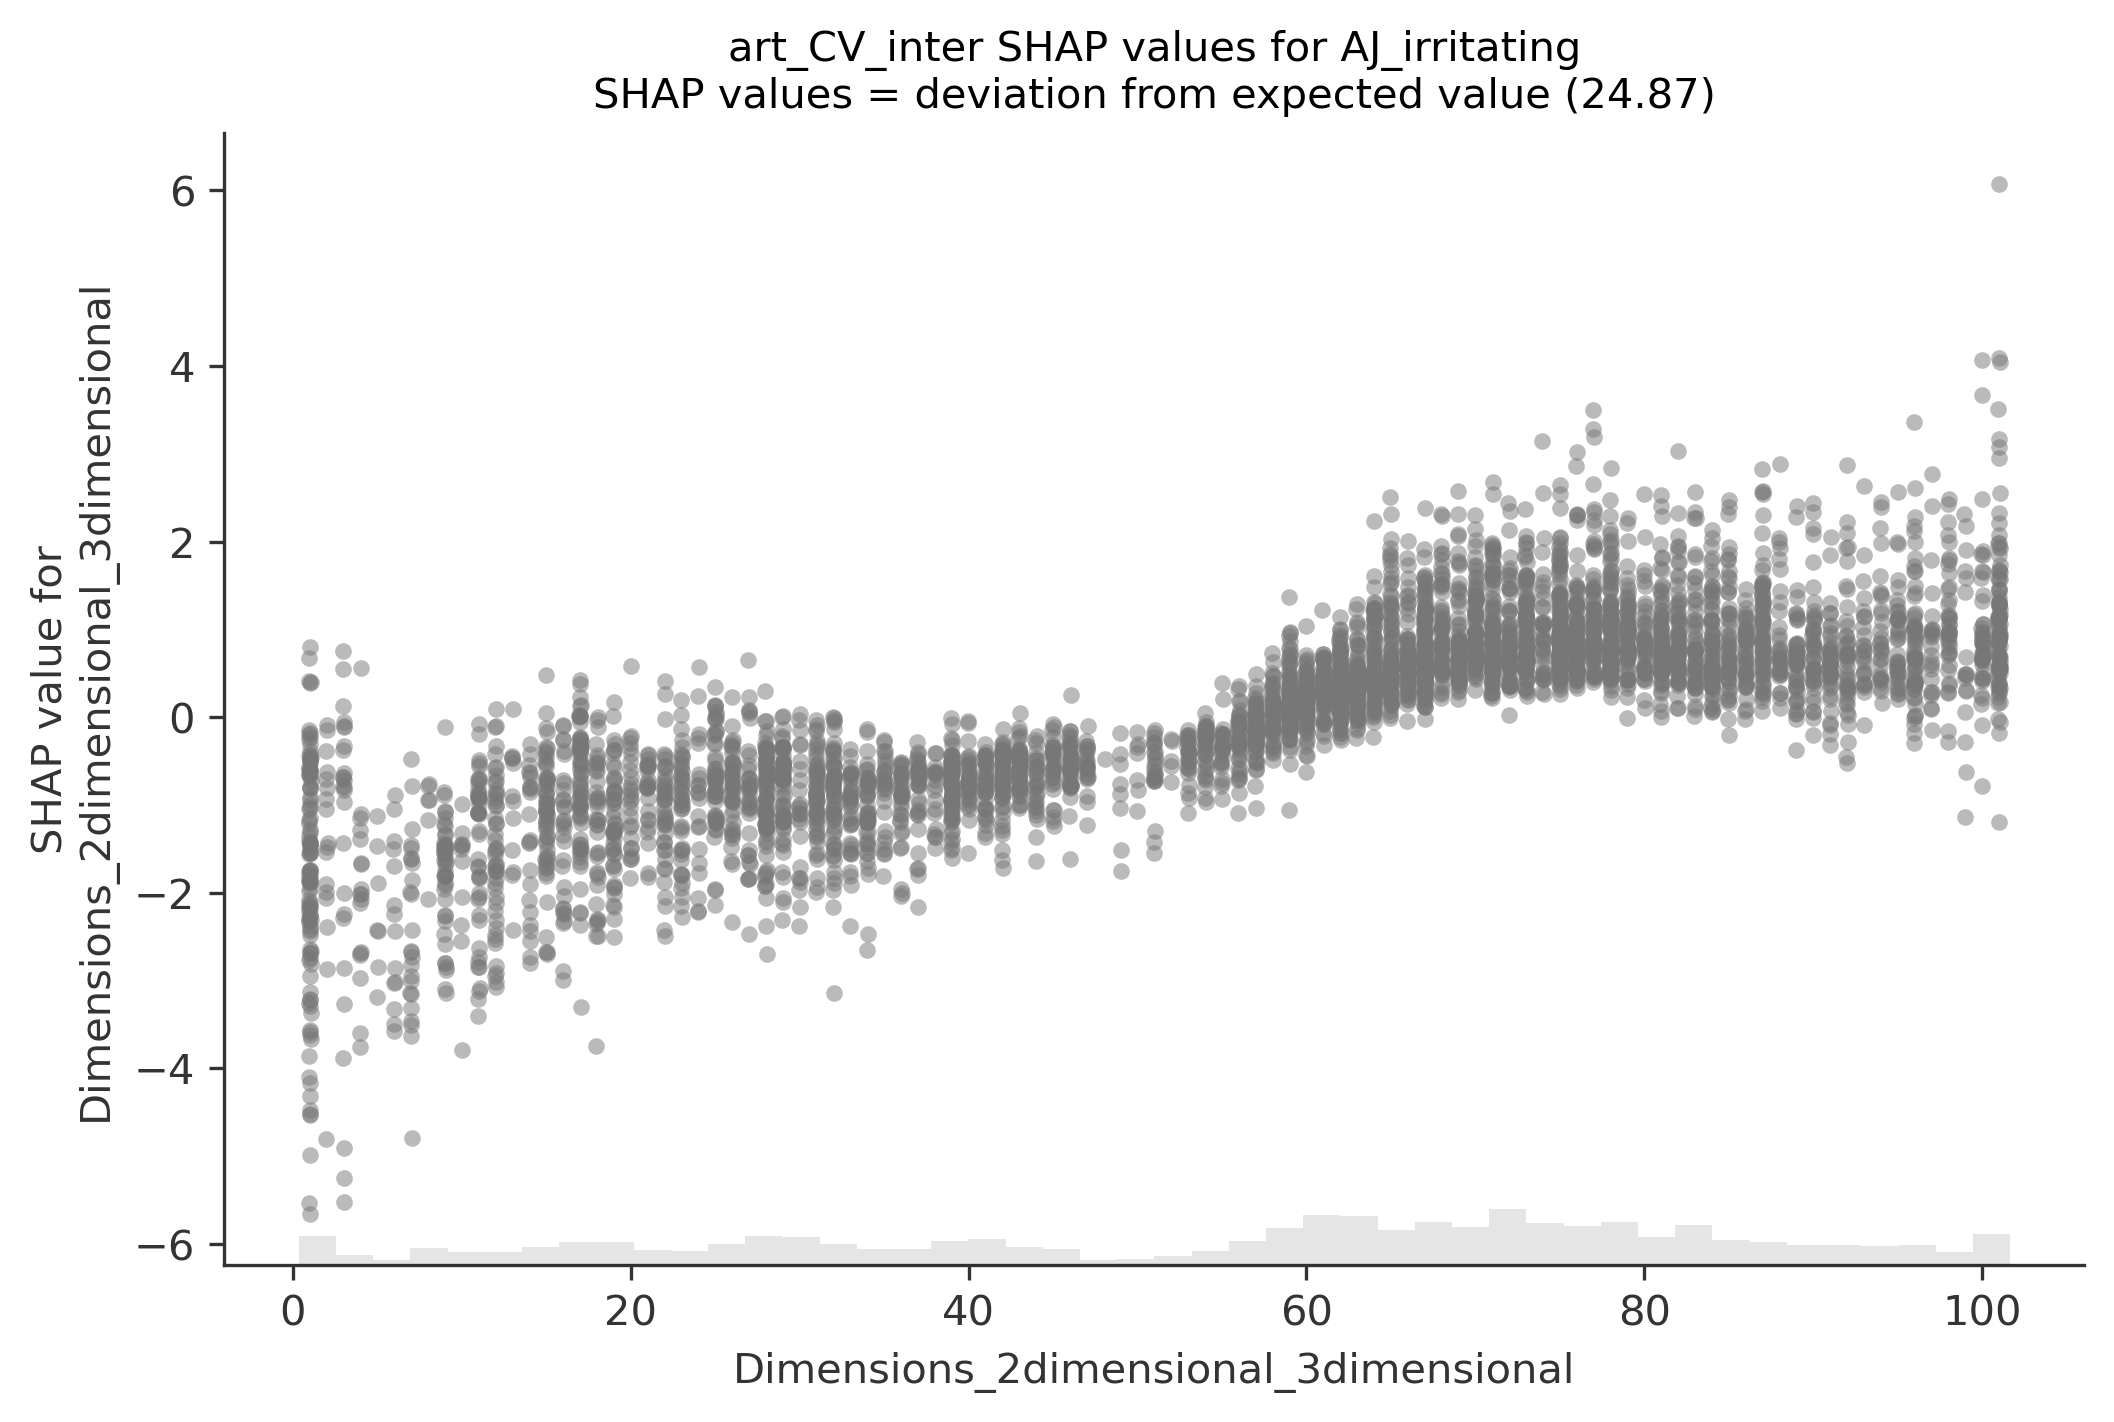 art_CV_inter SHAP values for AJ_irritating
SHAP values = deviation from expected value (24.87)
SHAP value for
Dimensions_2dimensional_3dimensional
6
4
2
0
−2
−4
−6
0 20 40 60 80 100
Dimensions_2dimensional_3dimensional